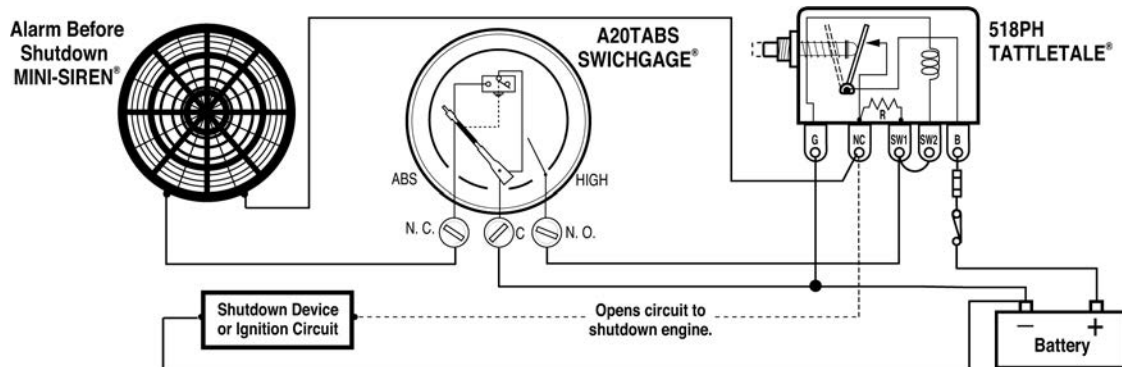 Alarm Before
Shutdown
MINI-SIREN®
A20TABS
SWICHGAGE®
518PH
TATTLETALE®
R
G
NC
SW1
SW2
B
ABS
HIGH
N. C.
C
N. O.
Shutdown Device
or Ignition Circuit
Opens circuit to
shutdown engine.
− +
Battery